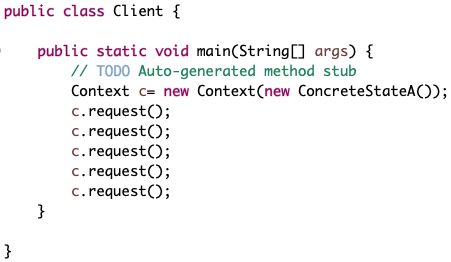 public class Client {
public static void main(String[] args) {
// TODO Auto-generated method stub
Context c= new Context(new ConcreteStateA());
c.request();
c.request();
c.request();
c.request();
c.request();
}
}